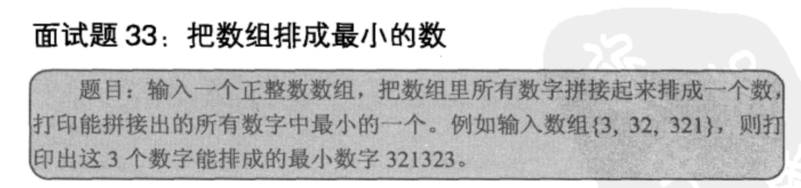 面试题 33：把数组排成最小的数
题目：输入一个正整数数组，把数组里所有数字拼接起来排成一个数，
打印能拼接出的所有数字中最小的一个。例如输入数组{3, 32, 321}，则打
印出这 3 个数字能排成的最小数字 321323。